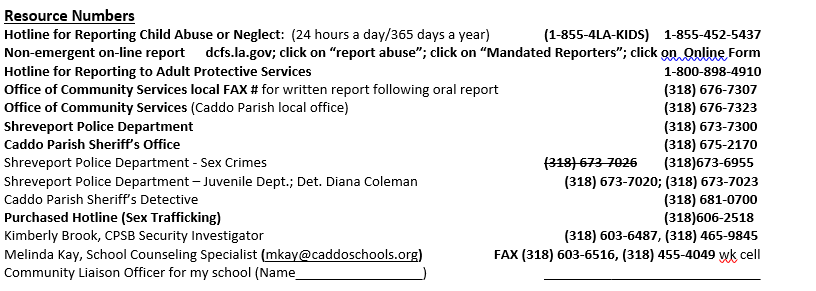 Resource Numbers
Hotline for Reporting Child Abuse or Neglect: (24 hours a day/365 days a year) (1-855-4LA-KIDS) 1-855-452-5437
Non-emergent on-line report dcfs.la.gov; click on “report abuse”; click on “Mandated Reporters”; click on Online Form
Hotline for Reporting to Adult Protective Services 1-800-898-4910
Office of Community Services local FAX # for written report following oral report (318) 676-7307
Office of Community Services (Caddo Parish local office) (318) 676-7323
Shreveport Police Department (318) 673-7300
Caddo Parish Sheriff’s Office (318) 675-2170
Shreveport Police Department - Sex Crimes (318) 673-7026 (318)673-6955
Shreveport Police Department – Juvenile Dept.; Det. Diana Coleman (318) 673-7020; (318) 673-7023
Caddo Parish Sheriff’s Detective (318) 681-0700
Purchased Hotline (Sex Trafficking) (318)606-2518
Kimberly Brook, CPSB Security Investigator (318) 603-6487, (318) 465-9845
Melinda Kay, School Counseling Specialist (mkay@caddoschools.org) FAX (318) 603-6516, (318) 455-4049 wk cell
Community Liaison Officer for my school (Name_________________) _____________________________